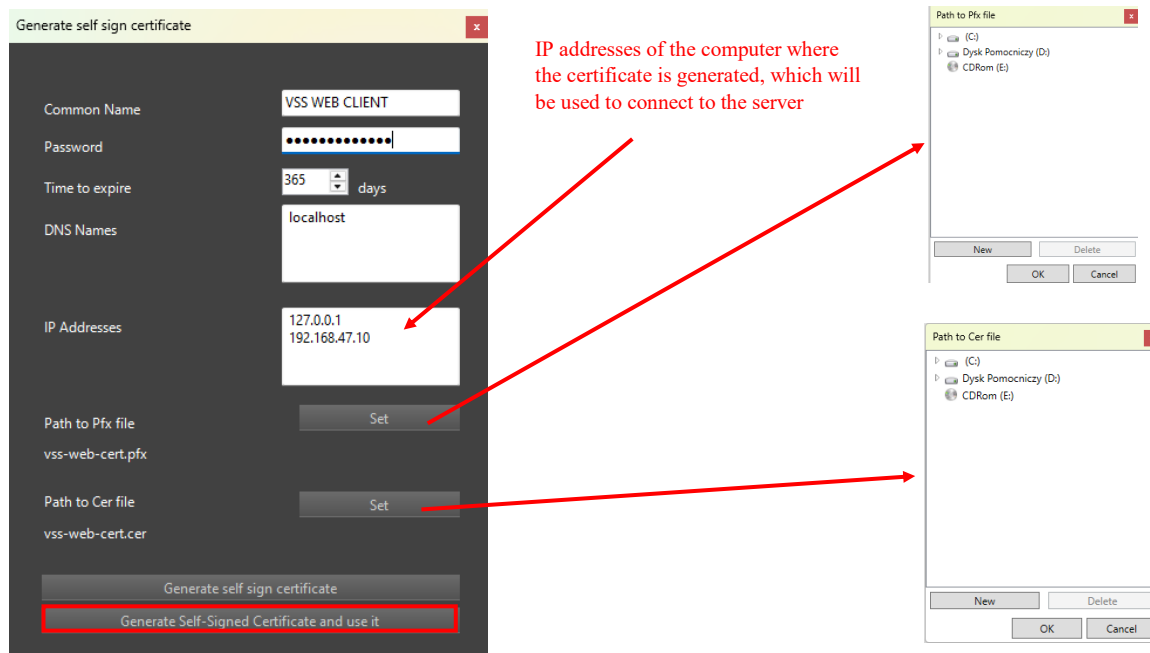 Generate self sign certificate
x
Common Name
VSS WEB CLIENT
Password
●●●●●●●●●●●●●
Time to expire
365
days
DNS Names
localhost
IP Addresses
127.0.0.1
192.168.47.10
Path to Pfx file
Set
vss-web-cert.pfx
Path to Cer file
Set
vss-web-cert.cer
Generate self sign certificate
Generate Self-Signed Certificate and use it
IP addresses of the computer where
the certificate is generated, which will
be used to connect to the server
Path to Pfx file
x
(C:)
Dysk Pomocniczy (D:)
CDRom (E:)
New
Delete
OK
Cancel
Path to Cer file
(C:)
Dysk Pomocniczy (D:)
CDRom (E:)
New
Delete
OK
Cancel